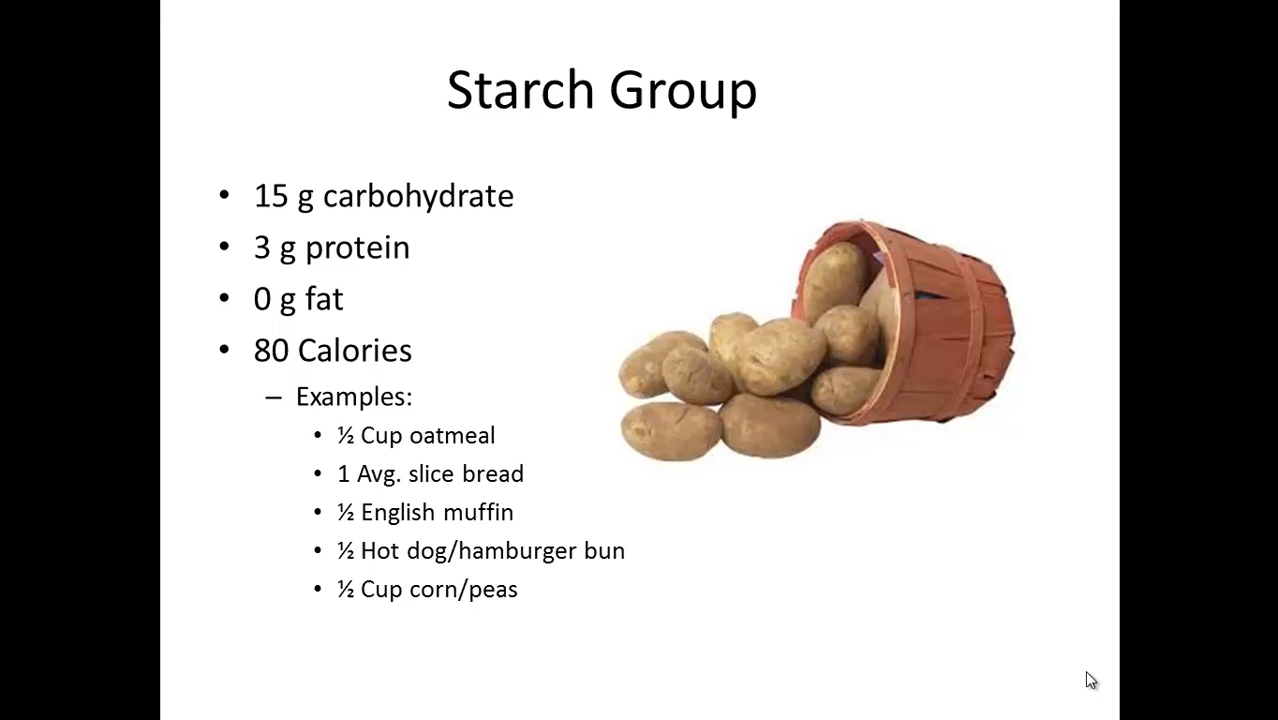 Starch Group
• 15 g carbohydrate
• 3 g protein
• 0 g fat
• 80 Calories
– Examples:
• ½ Cup oatmeal
• 1 Avg. slice bread
• ½ English muffin
• ½ Hot dog/hamburger bun
• ½ Cup corn/peas